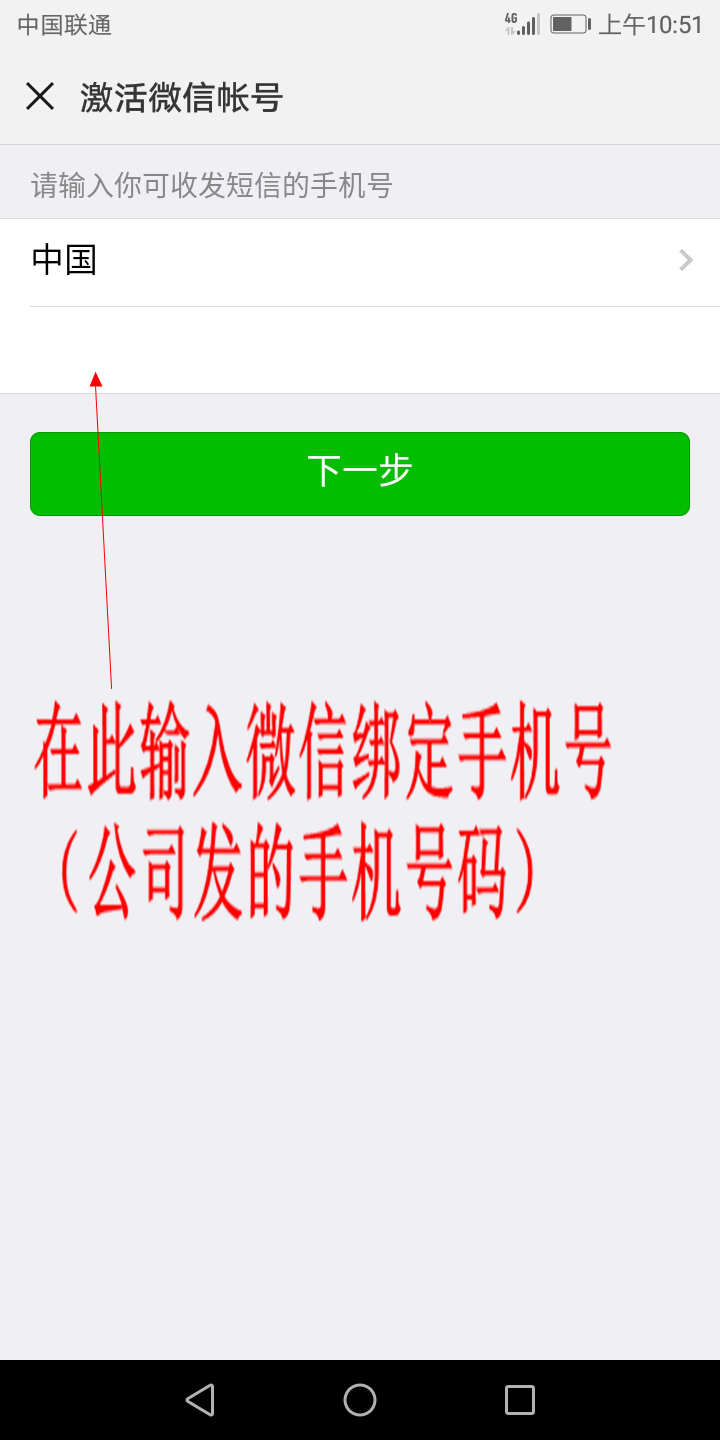 中国联通 4G 上午10:51
激活微信帐号
请输入你可收发短信的手机号
中国
下一步
在此输入微信绑定手机号
（公司发的手机号码）